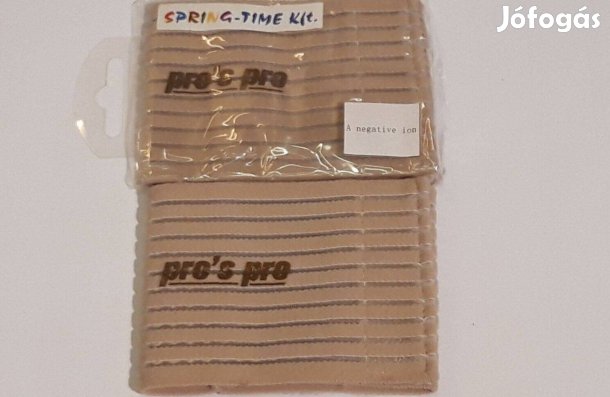 Jófogás
SPRING-TIME Kft.
pro's pro
A negative ion
pro's pro